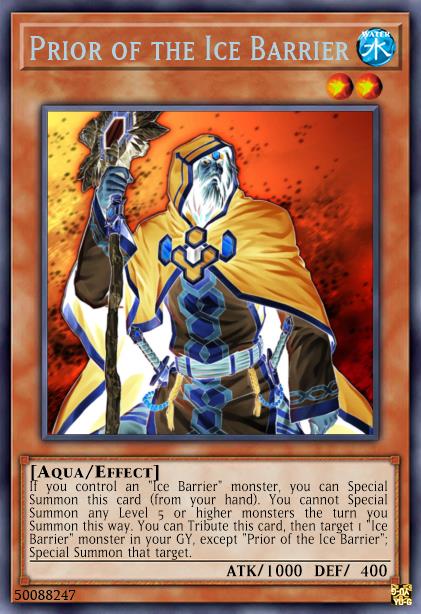 Prior of the Ice Barrier
WATER
水
[Aqua/Effect]
If you control an "Ice Barrier" monster, you can Special
Summon this card (from your hand). You cannot Special
Summon any Level 5 or higher monsters the turn you
Summon this way. You can Tribute this card, then target 1 "Ice
Barrier" monster in your GY, except "Prior of the Ice Barrier";
Special Summon that target.
ATK/1000 DEF/ 400
50088247